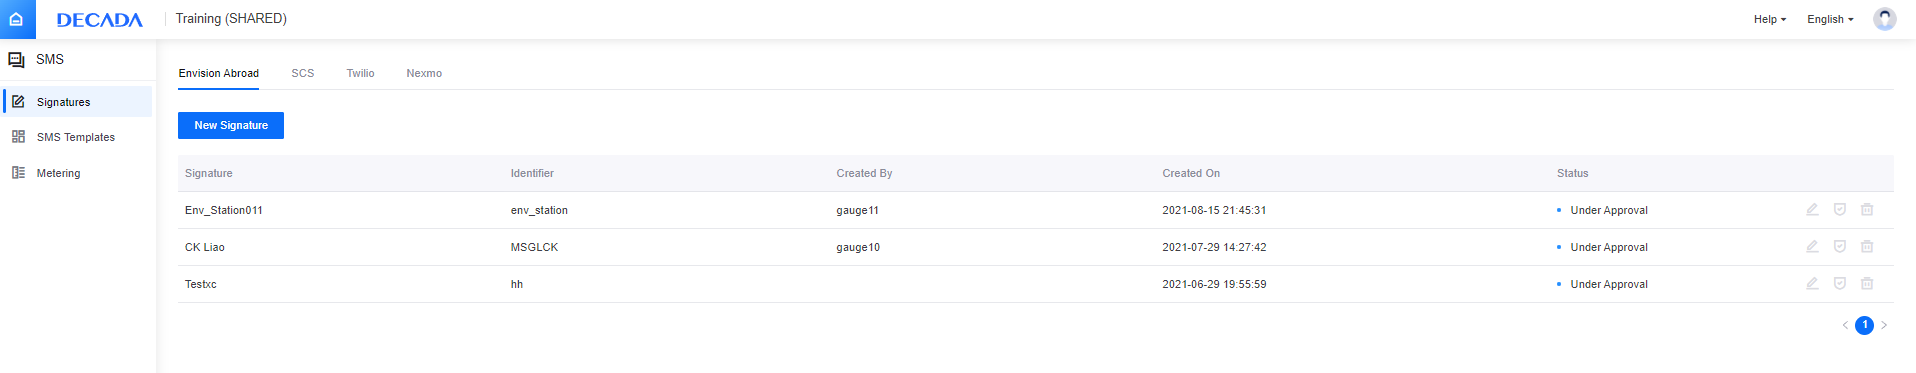 DECADA Training (SHARED) Help English
SMS
Signatures
SMS Templates
Metering
Envision Abroad SCS Twilio Nexmo
New Signature
Signature Identifier Created By Created On Status
Env_Station011 env_station gauge11 2021-08-15 21:45:31 Under Approval
CK Liao MSGLCK gauge10 2021-07-29 14:27:42 Under Approval
Testxc hh 2021-06-29 19:55:59 Under Approval
< 1 >